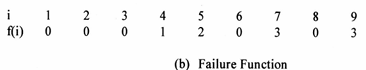 i 1 2 3 4 5 6 7 8 9
f(i) 0 0 0 1 2 0 3 0 3
(b) Failure Function